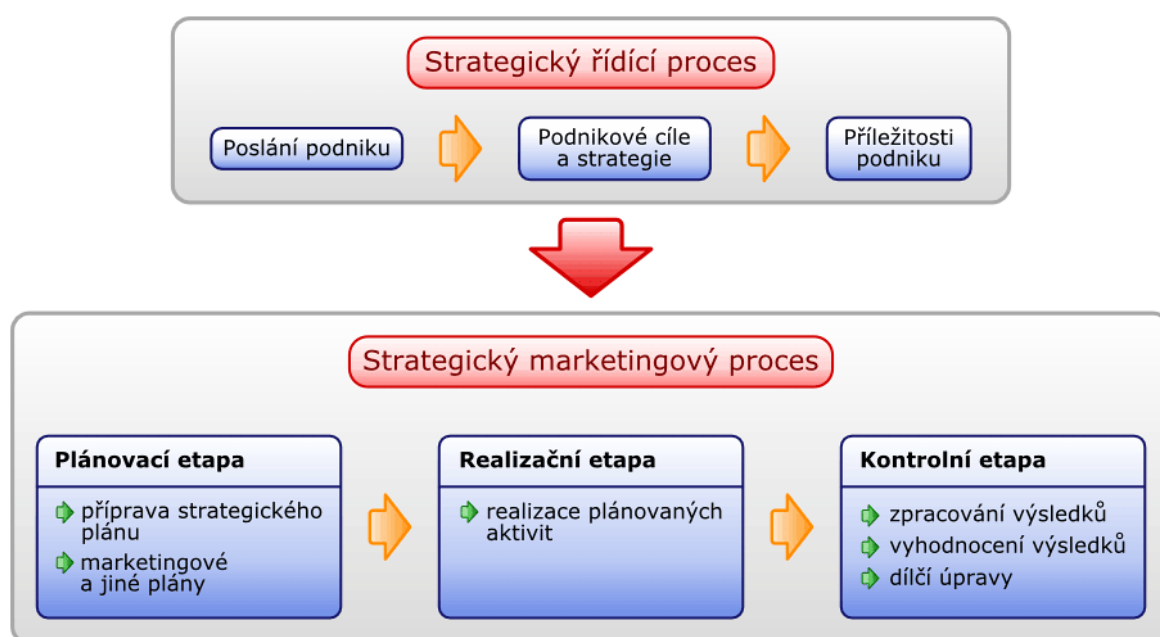 Strategický řídící proces
Poslání podniku
Podnikové cíle
a strategie
Příležitosti
podniku
Strategický marketingový proces
Plánovací etapa
příprava strategického
plánu
marketingové
a jiné plány
Realizační etapa
realizace plánovaných
aktivit
Kontrolní etapa
zpracování výsledků
vyhodnocení výsledků
dílčí úpravy